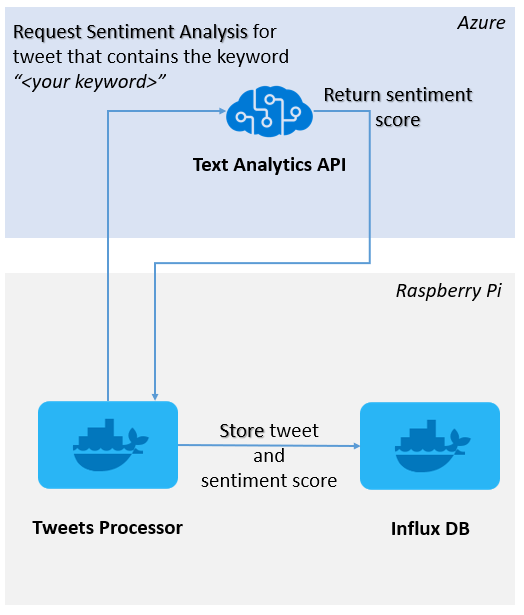 Azure
Request Sentiment Analysis for
tweet that contains the keyword
“<your keyword>”
Return sentiment
score
Text Analytics API
Raspberry Pi
Store tweet
and
sentiment score
Tweets Processor
Influx DB